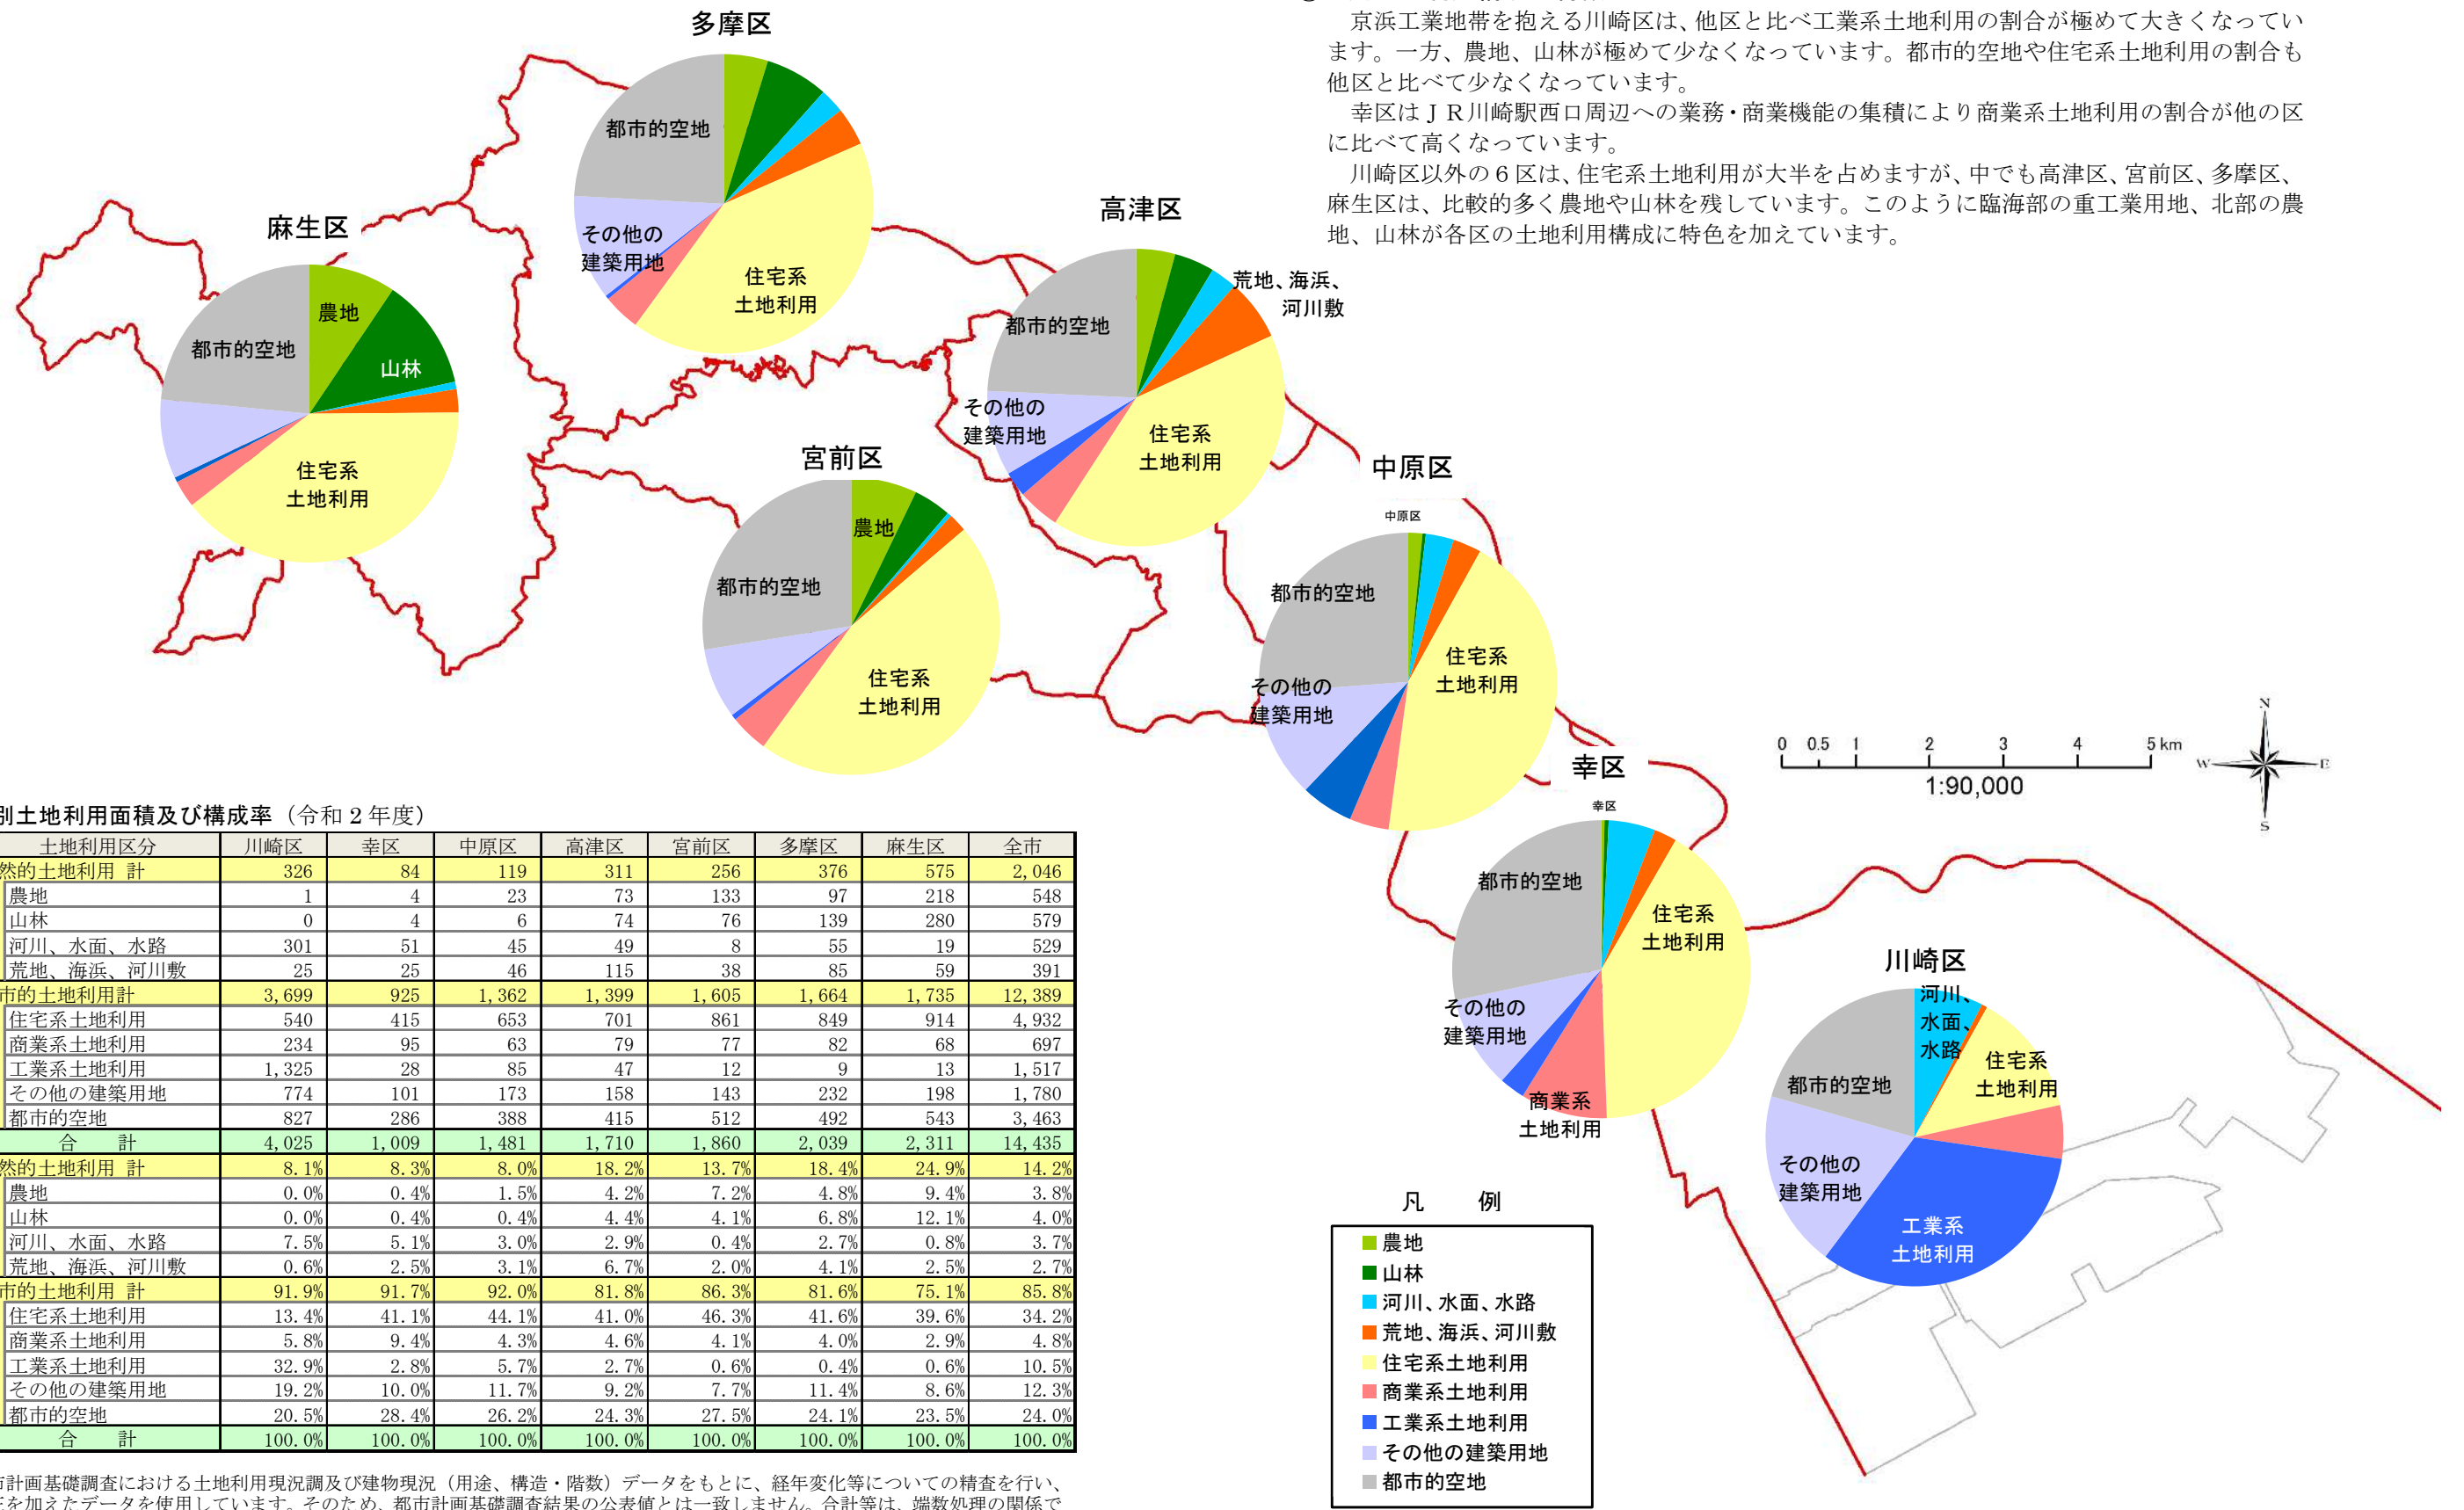 京浜工業地帯を抱える川崎区は、他区と比べ工業系土地利用の割合が極めて大きくなってい
ます。一方、農地、山林が極めて少なくなっています。都市的空地や住宅系土地利用の割合も
他区と比べて少なくなっています。
幸区はＪＲ川崎駅西口周辺への業務・商業機能の集積により商業系土地利用の割合が他の区
に比べて高くなっています。
川崎区以外の６区は、住宅系土地利用が大半を占めますが、中でも高津区、宮前区、多摩区、
麻生区は、比較的多く農地や山林を残しています。このように臨海部の重工業用地、北部の農
地、山林が各区の土地利用構成に特色を加えています。
多摩区
都市的空地
その他の
建築用地
住宅系
土地利用
麻生区
農地
都市的空地
山林
住宅系
土地利用
高津区
荒地、海浜、
河川敷
都市的空地
その他の
建築用地
住宅系
土地利用
宮前区
農地
都市的空地
住宅系
土地利用
中原区
中原区
都市的空地
住宅系
土地利用
その他の
建築用地
幸区
幸区
都市的空地
住宅系
土地利用
その他の
建築用地
商業系
土地利用
川崎区
河川、
水面、
水路
住宅系
土地利用
都市的空地
その他の
建築用地
工業系
土地利用
0 0.5 1 2 3 4 5 km
1:90,000
N
W E
S
別土地利用面積及び構成率（令和２年度）
土地利用区分 川崎区 幸区 中原区 高津区 宮前区 多摩区 麻生区 全市
然的土地利用 計 326 84 119 311 256 376 575 2,046
農地 1 4 23 73 133 97 218 548
山林 0 4 6 74 76 139 280 579
河川、水面、水路 301 51 45 49 8 55 19 529
荒地、海浜、河川敷 25 25 46 115 38 85 59 391
市的土地利用計 3,699 925 1,362 1,399 1,605 1,664 1,735 12,389
住宅系土地利用 540 415 653 701 861 849 914 4,932
商業系土地利用 234 95 63 79 77 82 68 697
工業系土地利用 1,325 28 85 47 12 9 13 1,517
その他の建築用地 774 101 173 158 143 232 198 1,780
都市的空地 827 286 388 415 512 492 543 3,463
合 計 4,025 1,009 1,481 1,710 1,860 2,039 2,311 14,435
然的土地利用 計 8.1% 8.3% 8.0% 18.2% 13.7% 18.4% 24.9% 14.2%
農地 0.0% 0.4% 1.5% 4.2% 7.2% 4.8% 9.4% 3.8%
山林 0.0% 0.4% 0.4% 4.4% 4.1% 6.8% 12.1% 4.0%
河川、水面、水路 7.5% 5.1% 3.0% 2.9% 0.4% 2.7% 0.8% 3.7%
荒地、海浜、河川敷 0.6% 2.5% 3.1% 6.7% 2.0% 4.1% 2.5% 2.7%
市的土地利用 計 91.9% 91.7% 92.0% 81.8% 86.3% 81.6% 75.1% 85.8%
住宅系土地利用 13.4% 41.1% 44.1% 41.0% 46.3% 41.6% 39.6% 34.2%
商業系土地利用 5.8% 9.4% 4.3% 4.6% 4.1% 4.0% 2.9% 4.8%
工業系土地利用 32.9% 2.8% 5.7% 2.7% 0.6% 0.4% 0.6% 10.5%
その他の建築用地 19.2% 10.0% 11.7% 9.2% 7.7% 11.4% 8.6% 12.3%
都市的空地 20.5% 28.4% 26.2% 24.3% 27.5% 24.1% 23.5% 24.0%
合 計 100.0% 100.0% 100.0% 100.0% 100.0% 100.0% 100.0% 100.0%
市計画基礎調査における土地利用現況調及び建物現況（用途、構造・階数）データをもとに、経年変化等についての精査を行い、
正を加えたデータを使用しています。そのため、都市計画基礎調査結果の公表値とは一致しません。合計等は、端数処理の関係で
凡 例
農地
山林
河川、水面、水路
荒地、海浜、河川敷
住宅系土地利用
商業系土地利用
工業系土地利用
その他の建築用地
都市的空地